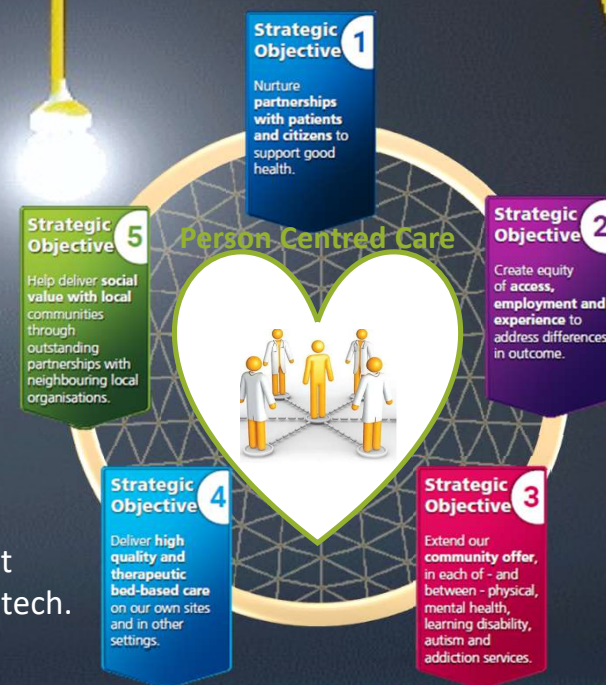 Strategic
Objective 1
Nurture
partnerships
with patients
and citizens to
support good
health.
Person Centred Care
Strategic
Objective 2
Create equity
of access,
employment and
experience to
address differences
in outcome.
Strategic
Objective 3
Extend our
community offer,
in each of - and
between - physical,
mental health,
learning disability,
autism and
addiction services.
Strategic
Objective 4
Deliver high
quality and
therapeutic
bed-based care
on our own sites
and in other
settings.
Strategic
Objective 5
Help deliver social
value with local
communities
through
outstanding
partnerships with
neighbouring local
organisations.
tech.